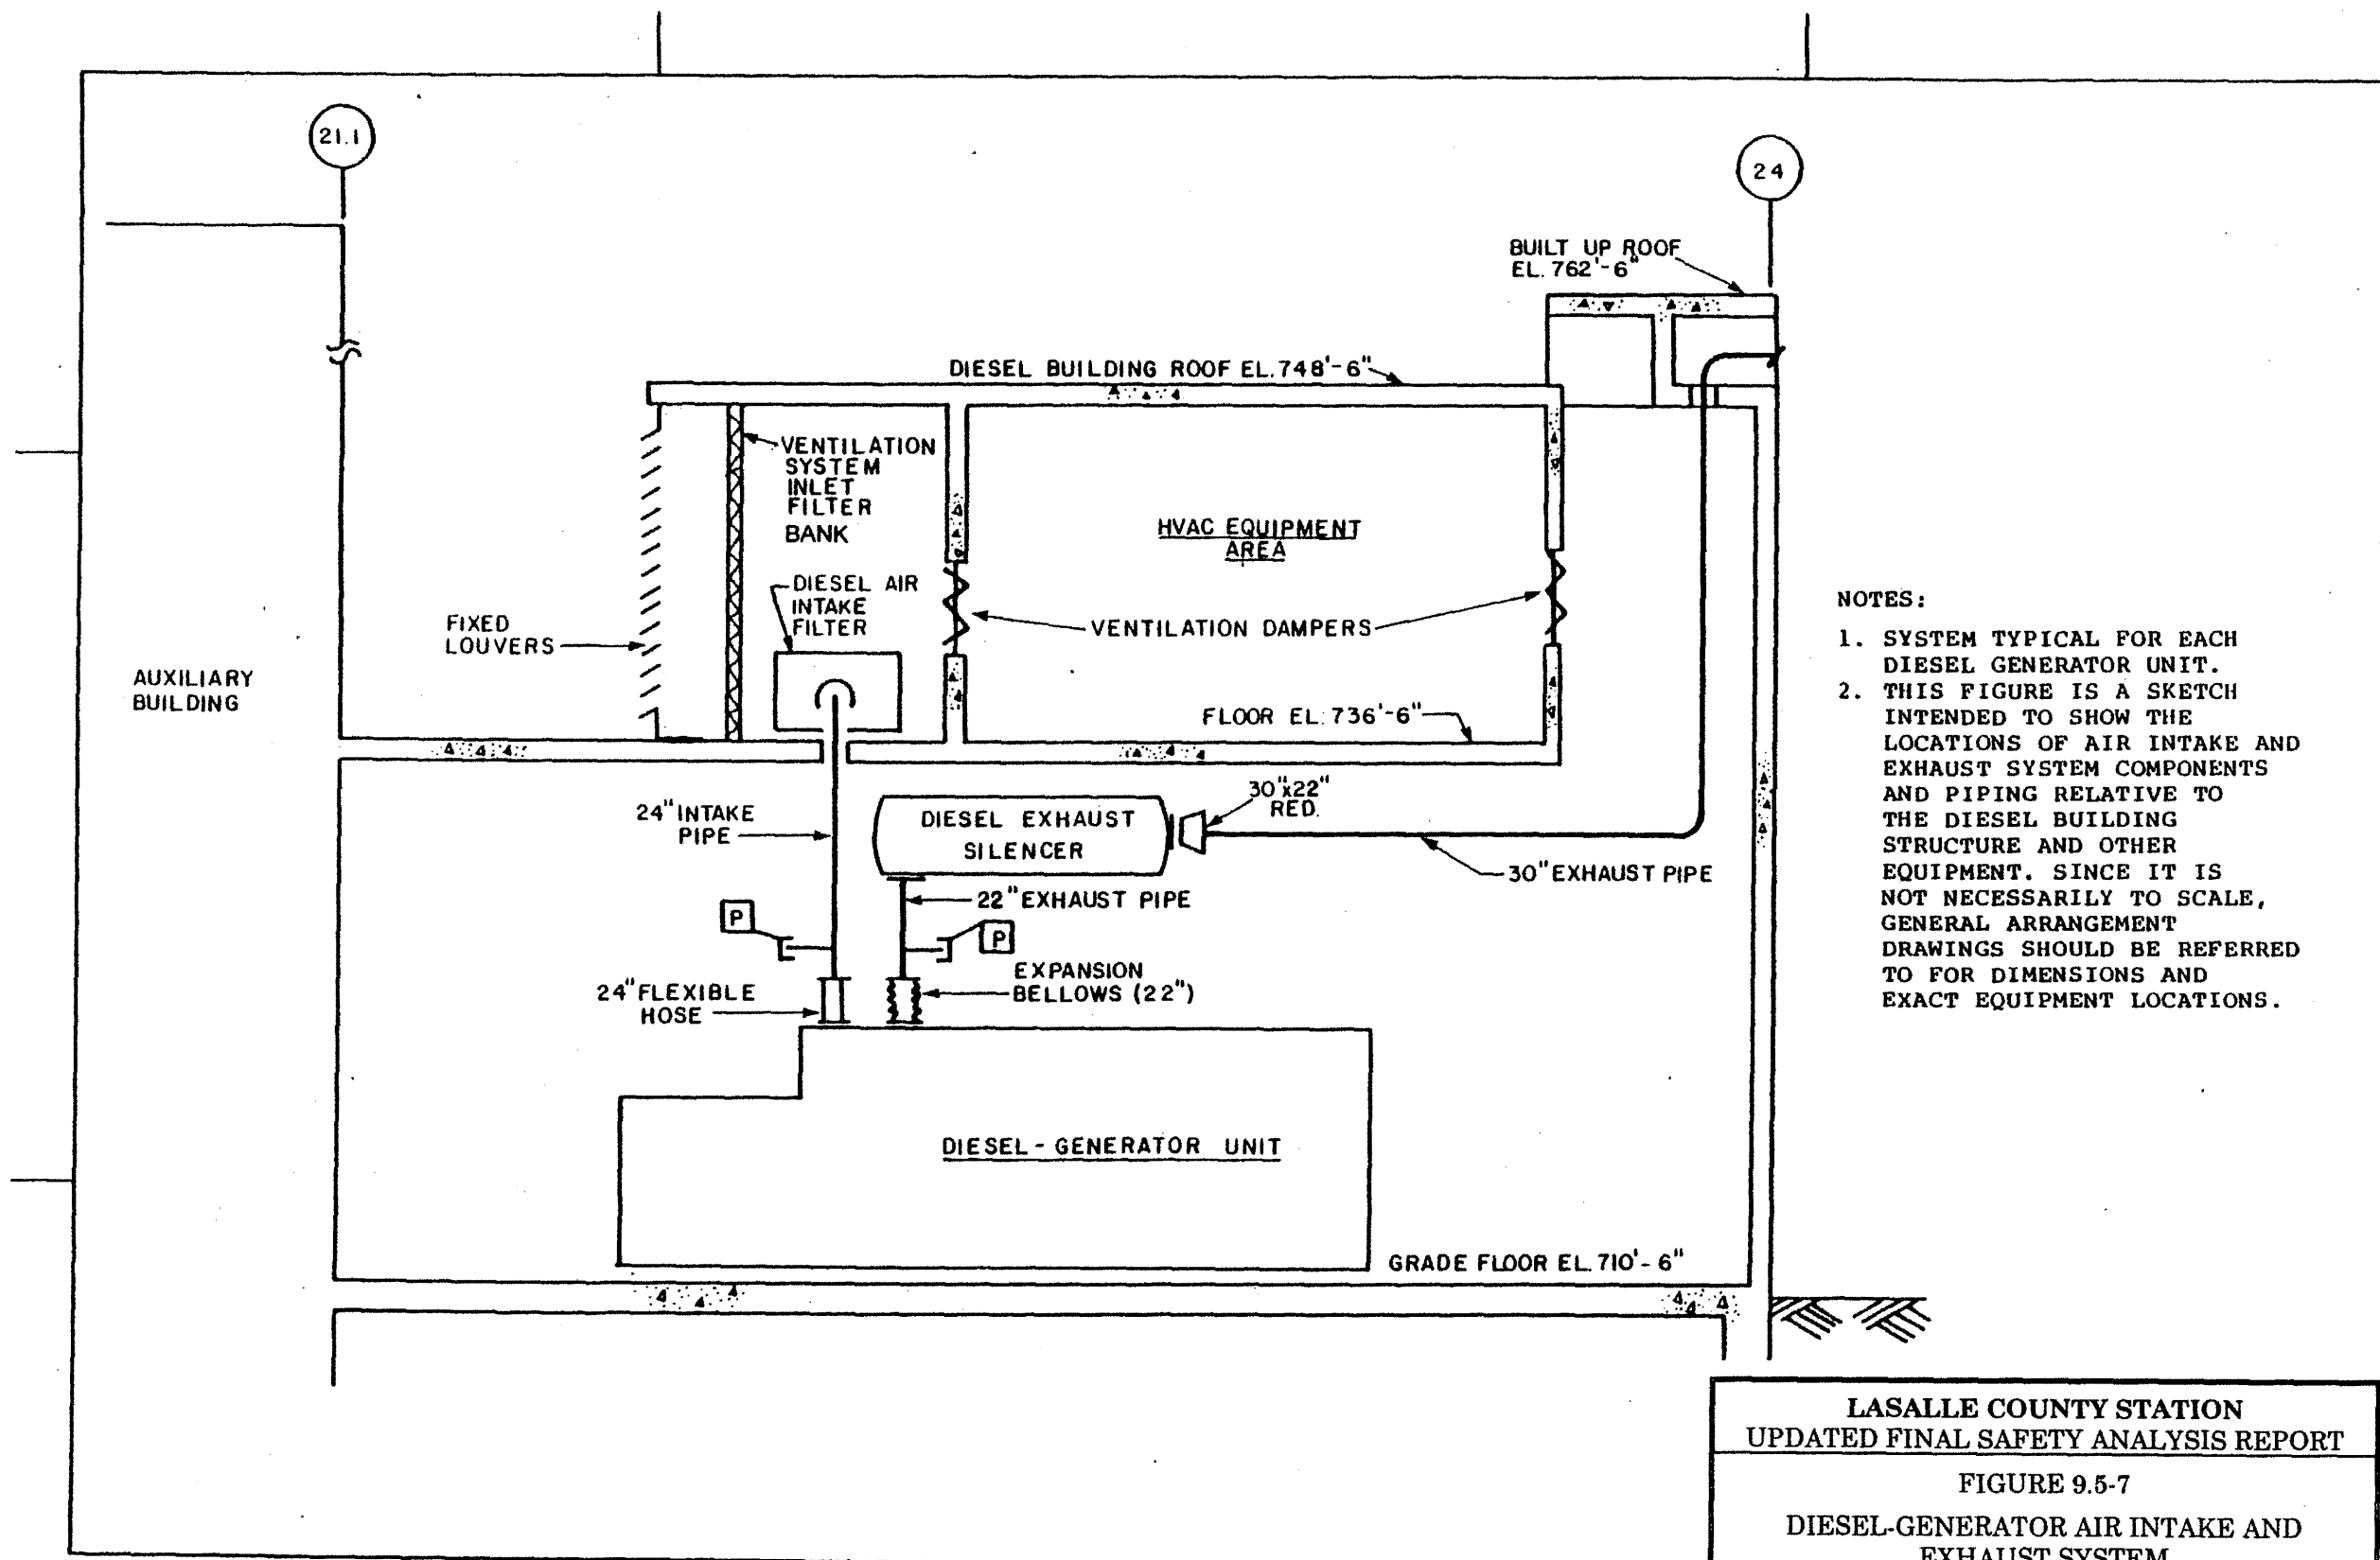 21.1
24
BUILT UP ROOF
EL. 762'-6"
DIESEL BUILDING ROOF EL. 748'-6"
VENTILATION
SYSTEM
INLET
FILTER
BANK
HVAC EQUIPMENT
AREA
DIESEL AIR
INTAKE
FILTER
FIXED
LOUVERS
VENTILATION DAMPERS
AUXILIARY
BUILDING
FLOOR EL. 736'-6"
24" INTAKE
PIPE
DIESEL EXHAUST
SILENCER
30"x22"
RED.
30" EXHAUST PIPE
22" EXHAUST PIPE
P
P
24" FLEXIBLE
HOSE
EXPANSION
BELLOWS (22")
DIESEL-GENERATOR UNIT
GRADE FLOOR EL. 710'-6"
NOTES:
1. SYSTEM TYPICAL FOR EACH
DIESEL GENERATOR UNIT.
2. THIS FIGURE IS A SKETCH
INTENDED TO SHOW THE
LOCATIONS OF AIR INTAKE AND
EXHAUST SYSTEM COMPONENTS
AND PIPING RELATIVE TO
THE DIESEL BUILDING
STRUCTURE AND OTHER
EQUIPMENT. SINCE IT IS
NOT NECESSARILY TO SCALE,
GENERAL ARRANGEMENT
DRAWINGS SHOULD BE REFERRED
TO FOR DIMENSIONS AND
EXACT EQUIPMENT LOCATIONS.
LASALLE COUNTY STATION
UPDATED FINAL SAFETY ANALYSIS REPORT
FIGURE 9.5-7
DIESEL-GENERATOR AIR INTAKE AND
EXHAUST SYSTEM